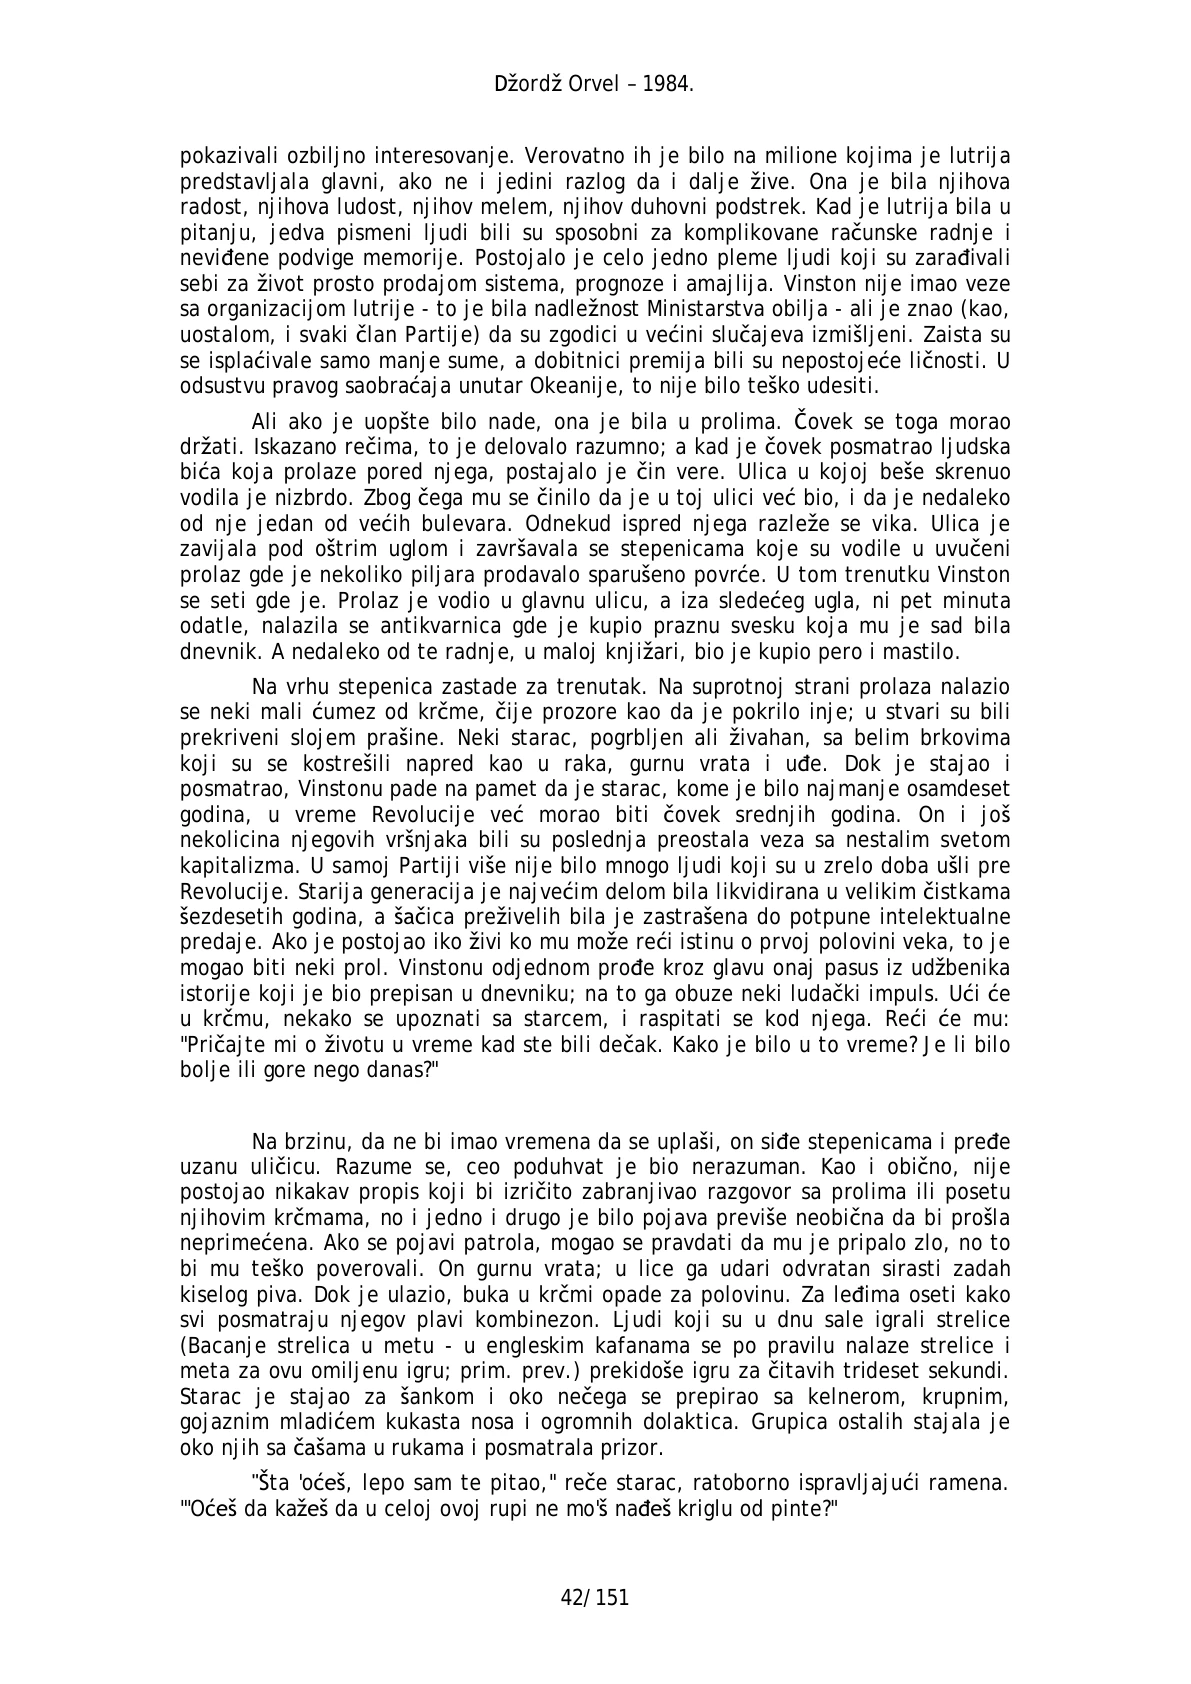 Džordž Orvel – 1984.
pokazivali ozbiljno interesovanje. Verovatno ih je bilo na milione kojima je lutrija
predstavljala glavni, ako ne i jedini razlog da i dalje žive. Ona je bila njihova
radost, njihova ludost, njihov melem, njihov duhovni podstrek. Kad je lutrija bila u
pitanju, jedva pismeni ljudi bili su sposobni za komplikovane računske radnje i
neviđene podvige memorije. Postojalo je celo jedno pleme ljudi koji su zarađivali
sebi za život prosto prodajom sistema, prognoze i amajlija. Vinston nije imao veze
sa organizacijom lutrije - to je bila nadležnost Ministarstva obilja - ali je znao (kao,
uostalom, i svaki član Partije) da su zgodici u većini slučajeva izmišljeni. Zaista su
se isplaćivale samo manje sume, a dobitnici premija bili su nepostojeće ličnosti. U
odsustvu pravog saobraćaja unutar Okeanije, to nije bilo teško udesiti.
Ali ako je uopšte bilo nade, ona je bila u prolima. Čovek se toga morao
držati. Iskazano rečima, to je delovalo razumno; a kad je čovek posmatrao ljudska
bića koja prolaze pored njega, postajalo je čin vere. Ulica u kojoj beše skrenuo
vodila je nizbrdo. Zbog čega mu se činilo da je u toj ulici već bio, i da je nedaleko
od nje jedan od većih bulevara. Odnekud ispred njega razleže se vika. Ulica je
zavijala pod oštrim uglom i završavala se stepenicama koje su vodile u uvučeni
prolaz gde je nekoliko piljara prodavalo sparušeno povrće. U tom trenutku Vinston
se seti gde je. Prolaz je vodio u glavnu ulicu, a iza sledećeg ugla, ni pet minuta
odatle, nalazila se antikvarnica gde je kupio praznu svesku koja mu je sad bila
dnevnik. A nedaleko od te radnje, u maloj knjižari, bio je kupio pero i mastilo.
Na vrhu stepenica zastade za trenutak. Na suprotnoj strani prolaza nalazio
se neki mali ćumez od krčme, čije prozore kao da je pokrilo inje; u stvari su bili
prekriveni slojem prašine. Neki starac, pogrbljen ali živahan, sa belim brkovima
koji su se kostrešili napred kao u raka, gurnu vrata i uđe. Dok je stajao i
posmatrao, Vinstonu pade na pamet da je starac, kome je bilo najmanje osamdeset
godina, u vreme Revolucije već morao biti čovek srednjih godina. On i još
nekolicina njegovih vršnjaka bili su poslednja preostala veza sa nestalim svetom
kapitalizma. U samoj Partiji više nije bilo mnogo ljudi koji su u zrelo doba ušli pre
Revolucije. Starija generacija je najvećim delom bila likvidirana u velikim čistkama
šezdesetih godina, a šačica preživelih bila je zastrašena do potpune intelektualne
predaje. Ako je postojao iko živi ko mu može reći istinu o prvoj polovini veka, to je
mogao biti neki prol. Vinstonu odjednom prođe kroz glavu onaj pasus iz udžbenika
istorije koji je bio prepisan u dnevniku; na to ga obuze neki ludački impuls. Ući će
u krčmu, nekako se upoznati sa starcem, i raspitati se kod njega. Reći će mu:
"Pričajte mi o životu u vreme kad ste bili dečak. Kako je bilo u to vreme? Je li bilo
bolje ili gore nego danas?"
Na brzinu, da ne bi imao vremena da se uplaši, on siđe stepenicama i pređe
uzanu uličicu. Razume se, ceo poduhvat je bio nerazuman. Kao i obično, nije
postojao nikakav propis koji bi izričito zabranjivao razgovor sa prolima ili posetu
njihovim krčmama, no i jedno i drugo je bilo pojava previše neobična da bi prošla
neprimećena. Ako se pojavi patrola, mogao se pravdati da mu je pripalo zlo, no to
bi mu teško poverovali. On gurnu vrata; u lice ga udari odvratan sirasti zadah
kiselog piva. Dok je ulazio, buka u krčmi opade za polovinu. Za leđima oseti kako
svi posmatraju njegov plavi kombinezon. Ljudi koji su u dnu sale igrali strelice
(Bacanje strelica u metu - u engleskim kafanama se po pravilu nalaze strelice i
meta za ovu omiljenu igru; prim. prev.) prekidoše igru za čitavih trideset sekundi.
Starac je stajao za šankom i oko nečega se prepirao sa kelnerom, krupnim,
gojaznim mladićem kukasta nosa i ogromnih dolaktica. Grupica ostalih stajala je
oko njih sa čašama u rukama i posmatrala prizor.
"Šta 'oćeš, lepo sam te pitao," reče starac, ratoborno ispravljajući ramena.
"'Oćeš da kažeš da u celoj ovoj rupi ne mo'š nađeš kriglu od pinte?"
42/ 151